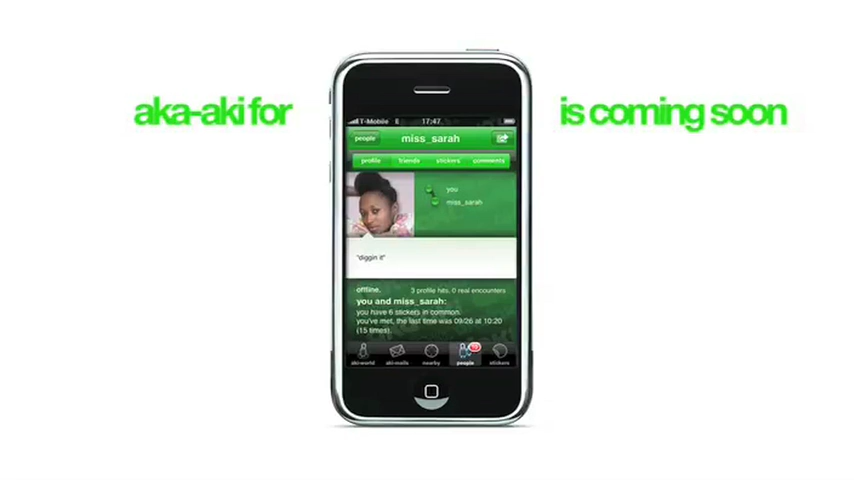 aka-aki for
is coming soon
T-Mobile 17:47
people miss_sarah
profile friends stickers comments
you
miss_sarah
"diggin it"
offline. 3 profile hits, 0 real encounters
you and miss_sarah:
you have 6 stickers in common.
you've met, the last time was 09/26 at 10:20
(15 times).
aki-world aki-mails nearby people stickers